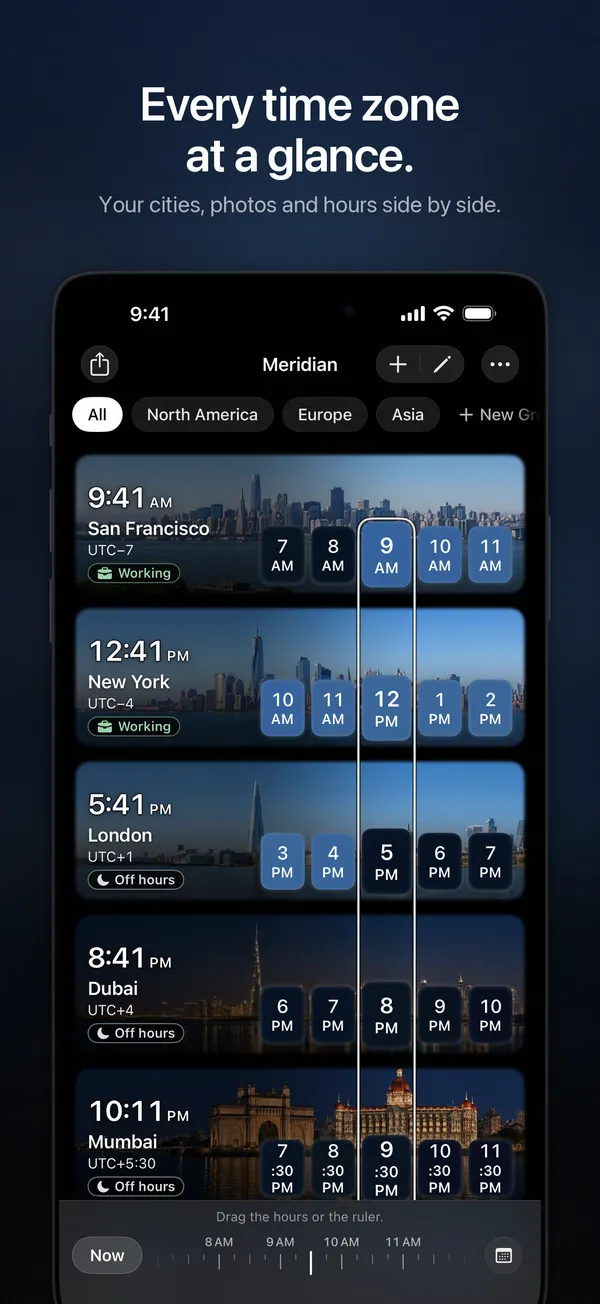 Every time zone
at a glance.
Your cities, photos and hours side by side.
9:41
Meridian
All
North America
Europe
Asia
+ New Gr
9:41 AM
San Francisco
UTC−7
Working
7 AM
8 AM
9 AM
10 AM
11 AM
12:41 PM
New York
UTC−4
Working
10 AM
11 AM
12 PM
1 PM
2 PM
5:41 PM
London
UTC+1
Off hours
3 PM
4 PM
5 PM
6 PM
7 PM
8:41 PM
Dubai
UTC+4
Off hours
6 PM
7 PM
8 PM
9 PM
10 PM
10:11 PM
Mumbai
UTC+5:30
Off hours
7 :30 PM
8 :30 PM
9 :30 PM
10 :30 PM
11 :30 PM
Drag the hours or the ruler.
Now
8 AM
9 AM
10 AM
11 AM